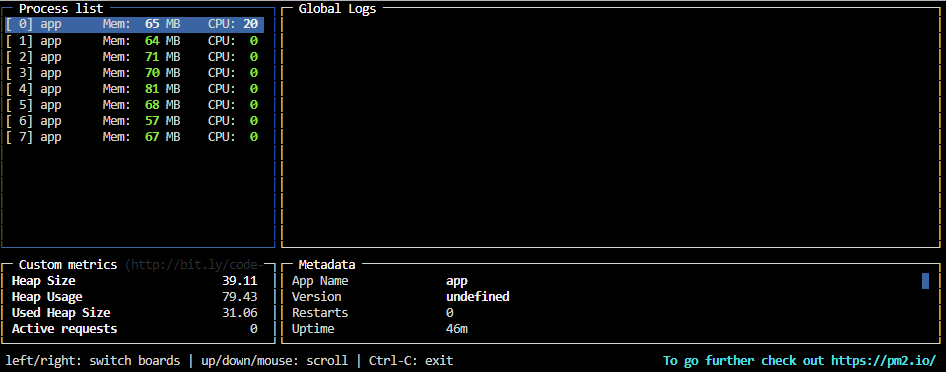 Process list
[ 0] app Mem: 65 MB CPU: 20
[ 1] app Mem: 64 MB CPU: 0
[ 2] app Mem: 71 MB CPU: 0
[ 3] app Mem: 70 MB CPU: 0
[ 4] app Mem: 81 MB CPU: 0
[ 5] app Mem: 68 MB CPU: 0
[ 6] app Mem: 57 MB CPU: 0
[ 7] app Mem: 67 MB CPU: 0
Global Logs
Custom metrics (http://bit.ly/code-
Heap Size 39.11
Heap Usage 79.43
Used Heap Size 31.06
Active requests 0
Metadata
App Name app
Version undefined
Restarts 0
Uptime 46m
left/right: switch boards | up/down/mouse: scroll | Ctrl-C: exit To go further check out https://pm2.io/